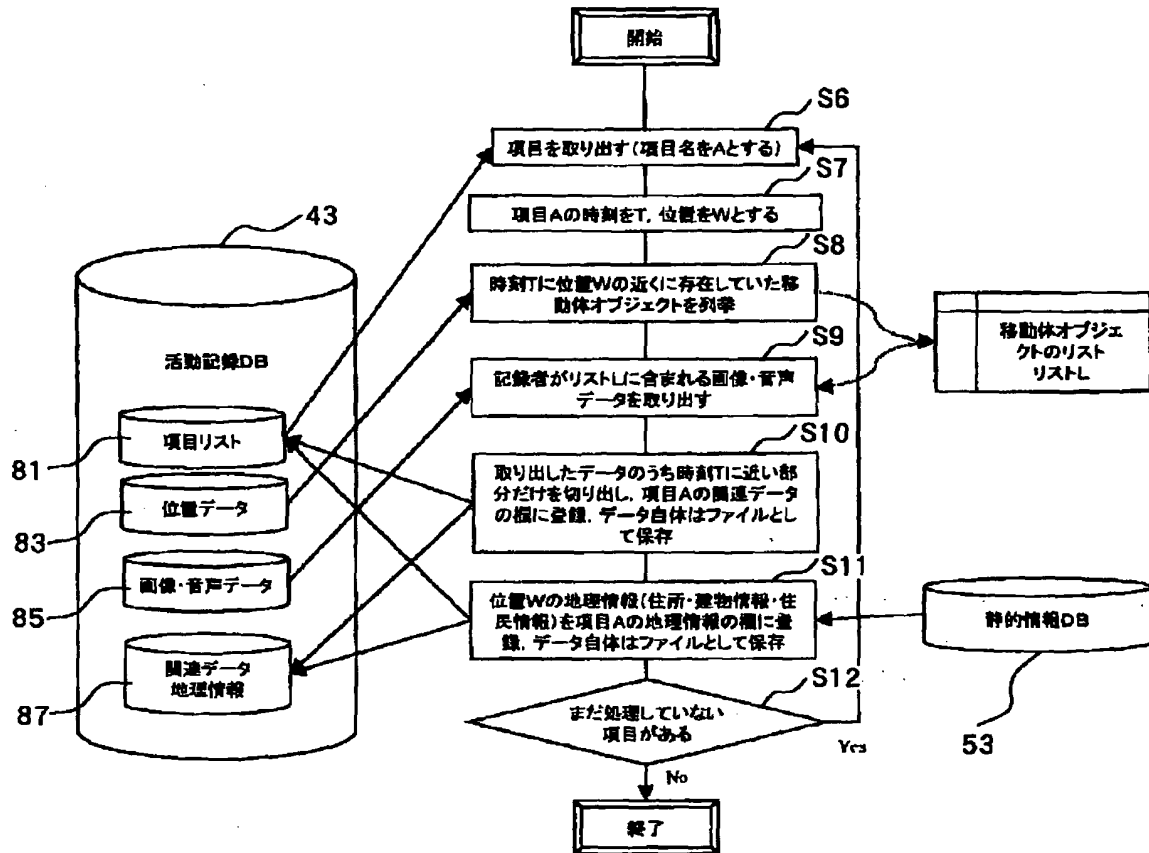 開始
S6
項目を取り出す(項目名をAとする)
S7
項目Aの時刻をT, 位置をWとする
S8
時刻Tに位置Wの近くに存在していた移
動体オブジェクトを列挙
移動体オブジェ
クトのリスト
リストL
S9
記録者がリストLに含まれる画像・音声
データを取り出す
S10
取り出したデータのうち時刻Tに近い部
分だけを切り出し, 項目Aの関連データ
の欄に登録, データ自体はファイルとし
て保存
S11
位置Wの地理情報(住所・建物情報・住
民情報)を項目Aの地理情報の欄に登
録, データ自体はファイルとして保存
S12
まだ処理していない
項目がある
Yes
No
終了
43
活動記録DB
81
項目リスト
83
位置データ
85
画像・音声データ
87
関連データ
地理情報
静的情報DB
53